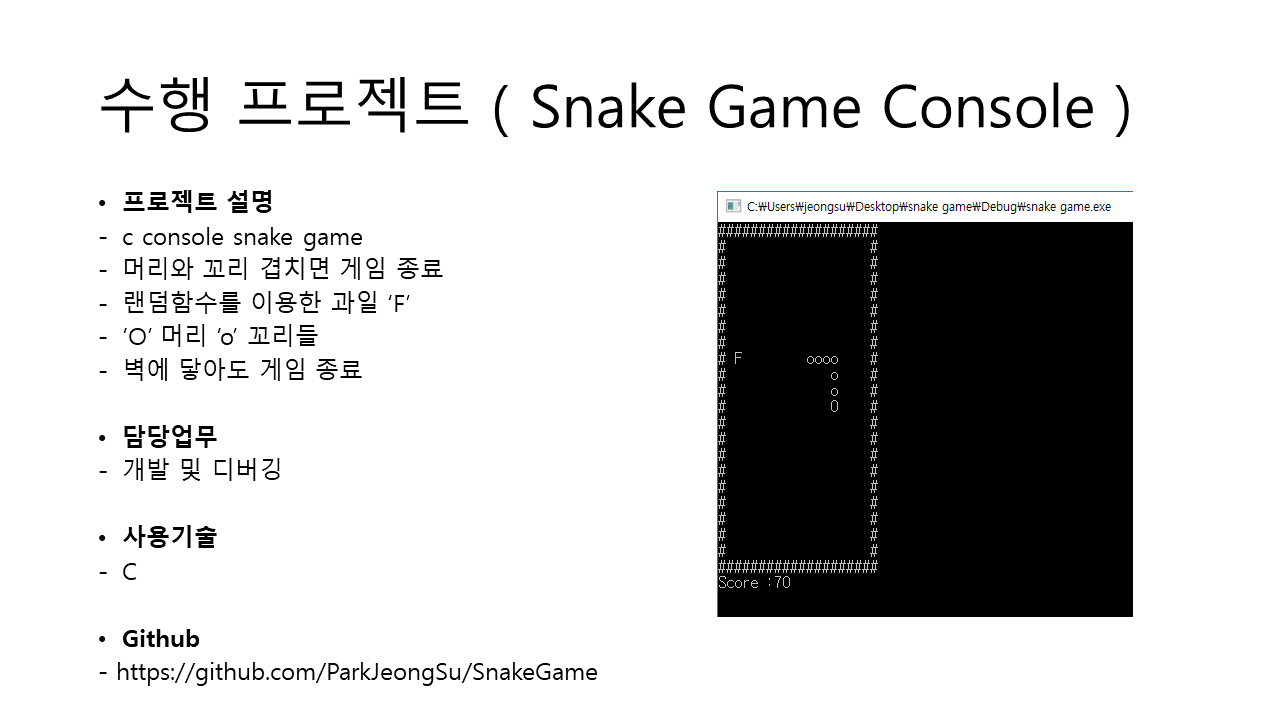 수행 프로젝트 ( Snake Game Console )
• 프로젝트 설명
- c console snake game
- 머리와 꼬리 겹치면 게임 종료
- 랜덤함수를 이용한 과일 ‘F’
- ‘O’ 머리 ‘o’ 꼬리들
- 벽에 닿아도 게임 종료
• 담당업무
- 개발 및 디버깅
• 사용기술
- C
• Github
- https://github.com/ParkJeongSu/SnakeGame
C:₩Users₩jeongsu₩Desktop₩snake game₩Debug₩snake game.exe
####################
#                  #
#                  #
#                  #
#                  #
#                  #
#                  #
#                  #
# F        oooo    #
#             o    #
#             o    #
#             O    #
#                  #
#                  #
#                  #
#                  #
#                  #
#                  #
#                  #
#                  #
#                  #
####################
Score :70